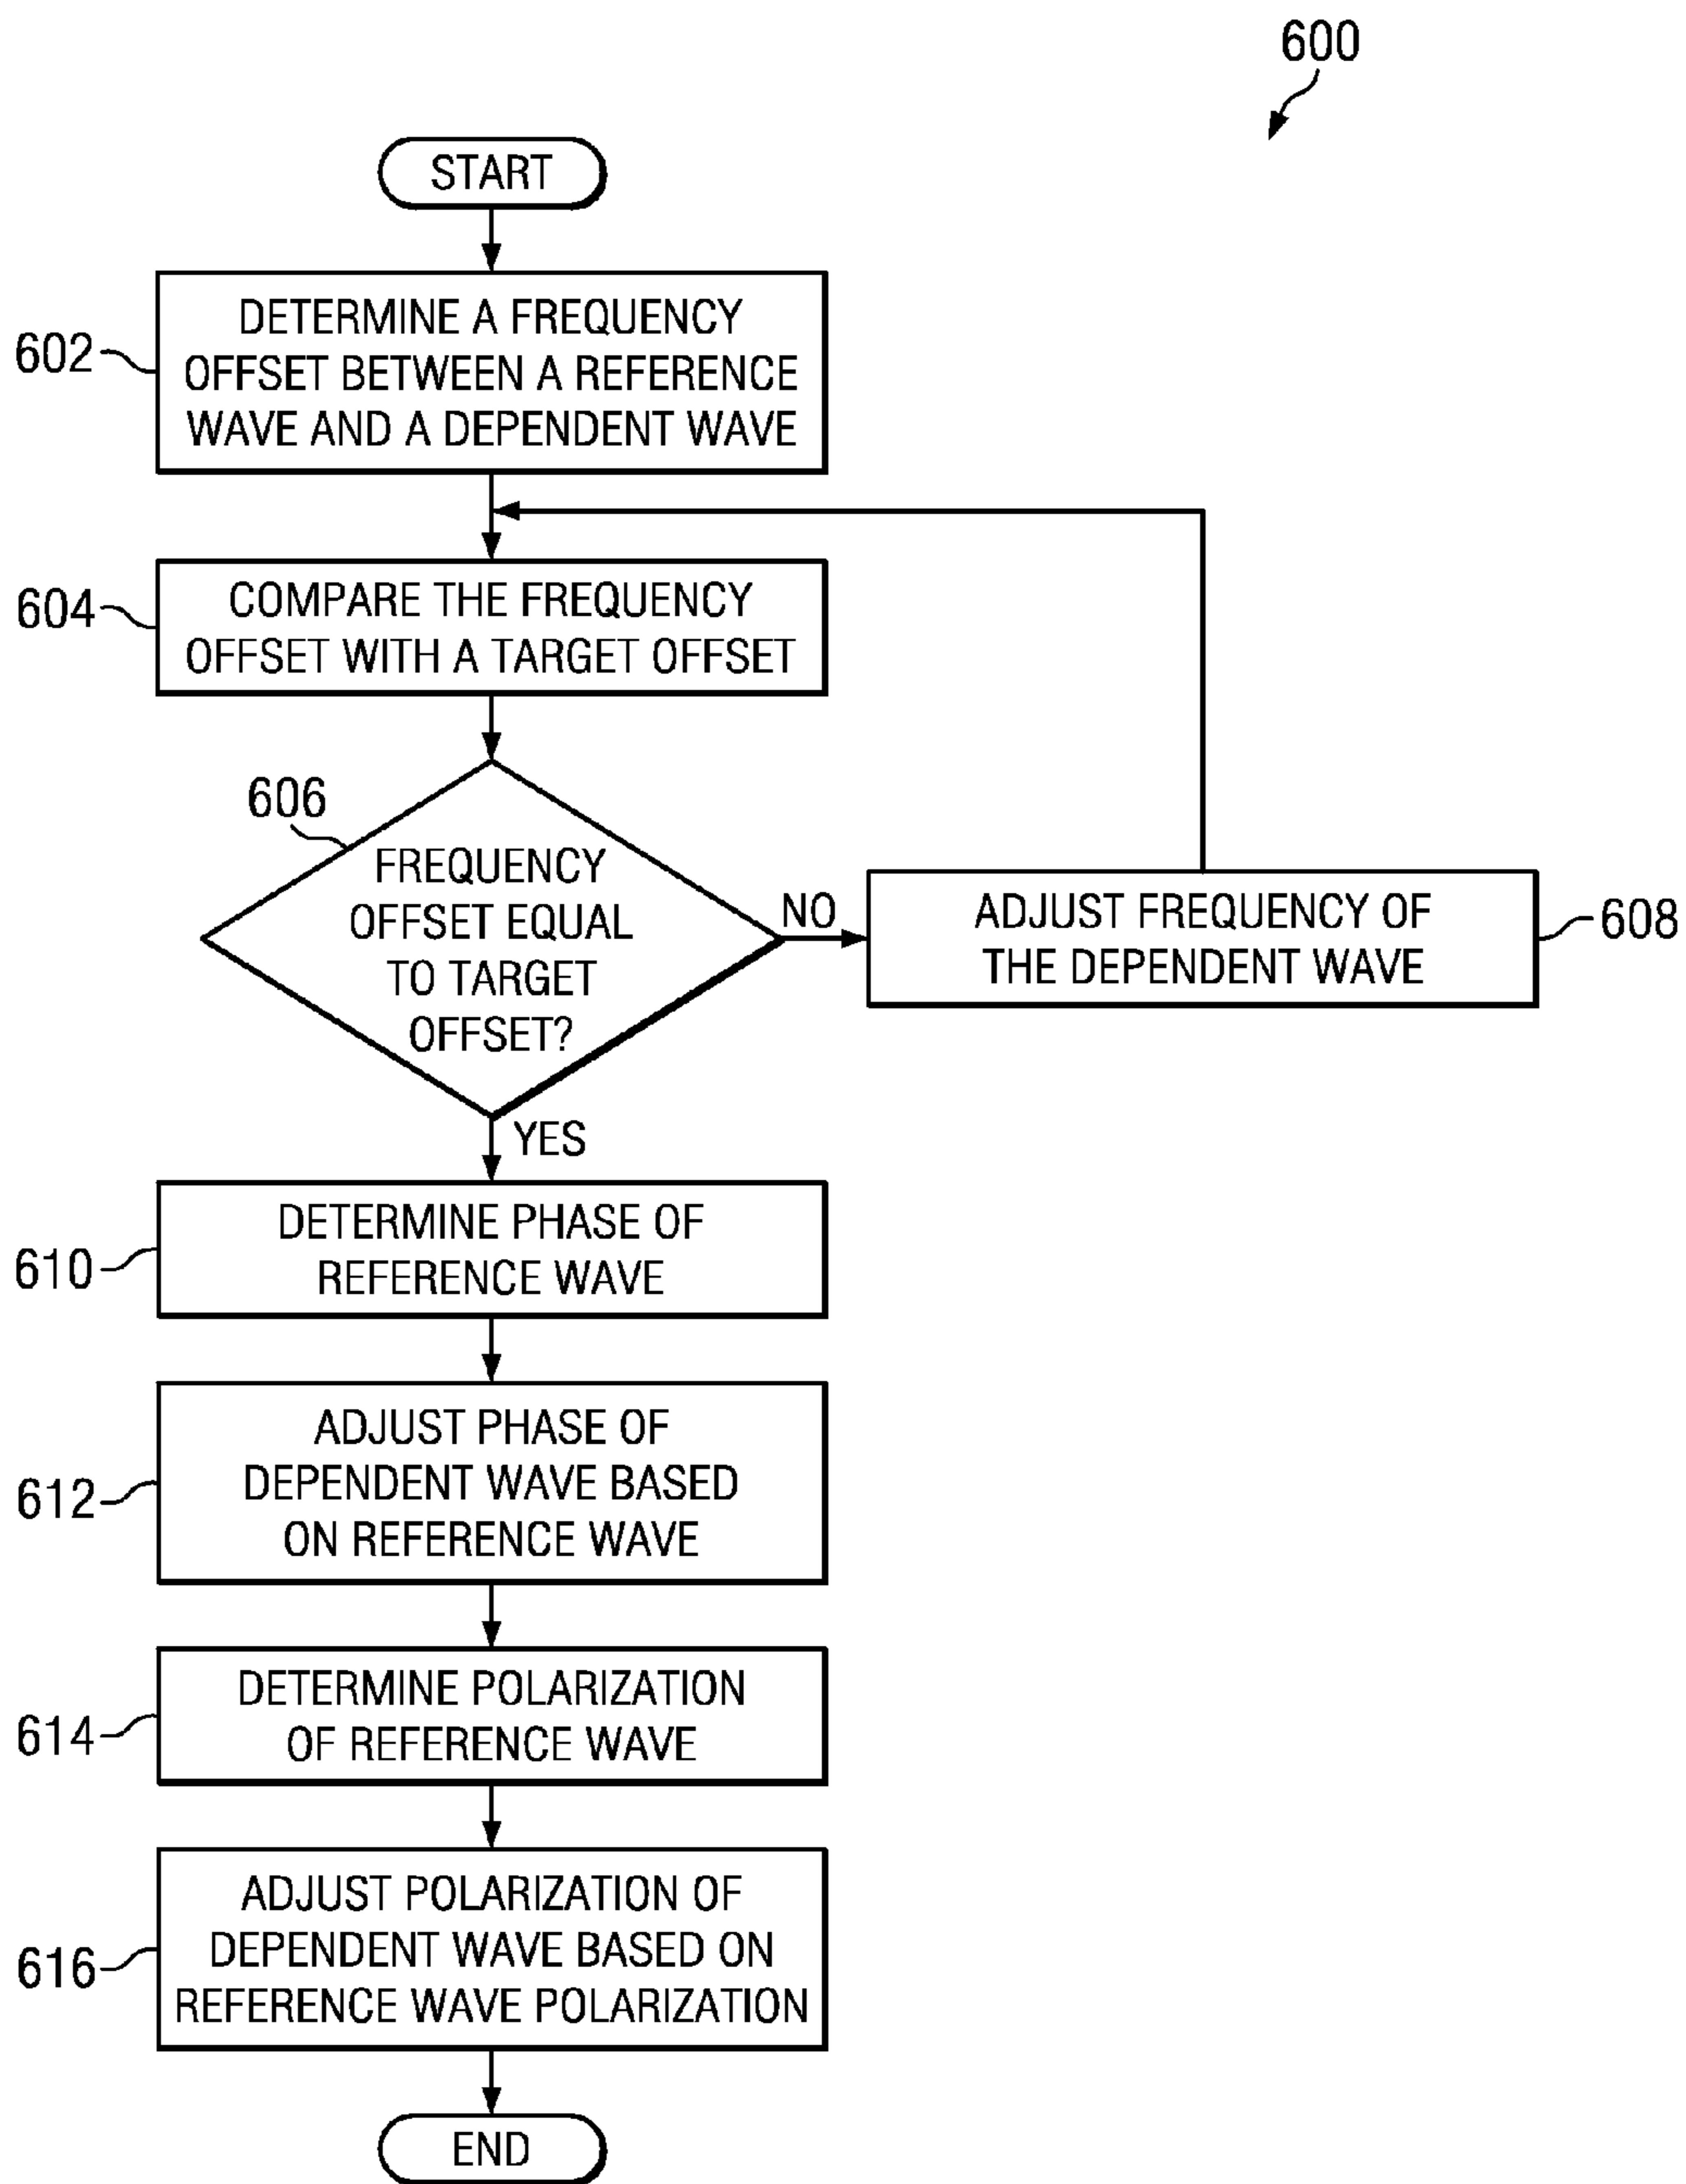 600
START
602
DETERMINE A FREQUENCY
OFFSET BETWEEN A REFERENCE
WAVE AND A DEPENDENT WAVE
604
COMPARE THE FREQUENCY
OFFSET WITH A TARGET OFFSET
606
FREQUENCY
OFFSET EQUAL
TO TARGET
OFFSET?
NO
ADJUST FREQUENCY OF
THE DEPENDENT WAVE
608
YES
610
DETERMINE PHASE OF
REFERENCE WAVE
612
ADJUST PHASE OF
DEPENDENT WAVE BASED
ON REFERENCE WAVE
614
DETERMINE POLARIZATION
OF REFERENCE WAVE
616
ADJUST POLARIZATION OF
DEPENDENT WAVE BASED ON
REFERENCE WAVE POLARIZATION
END